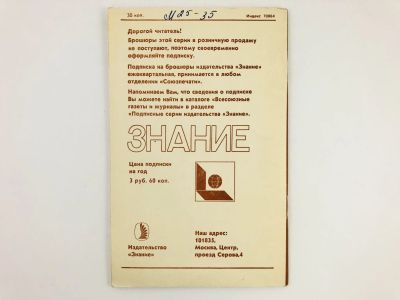 30 коп.
М 25-35
Индекс 70064
Дорогой читатель!
Брошюры этой серии в розничную продажу
не поступают, поэтому своевременно
оформляйте подписку.
Подписка на брошюры издательства «Знание»
ежеквартальная, принимается в любом
отделении «Союзпечати».
Напоминаем Вам, что сведения о подписке
Вы можете найти в каталоге «Всесоюзные
газеты и журналы» в разделе
«Подписные серии издательства «Знание».
ЗНАНИЕ
Цена подписки
на год
3 руб. 60 коп.
Издательство
«Знание»
Наш адрес:
101835,
Москва, Центр,
проезд Серова,4